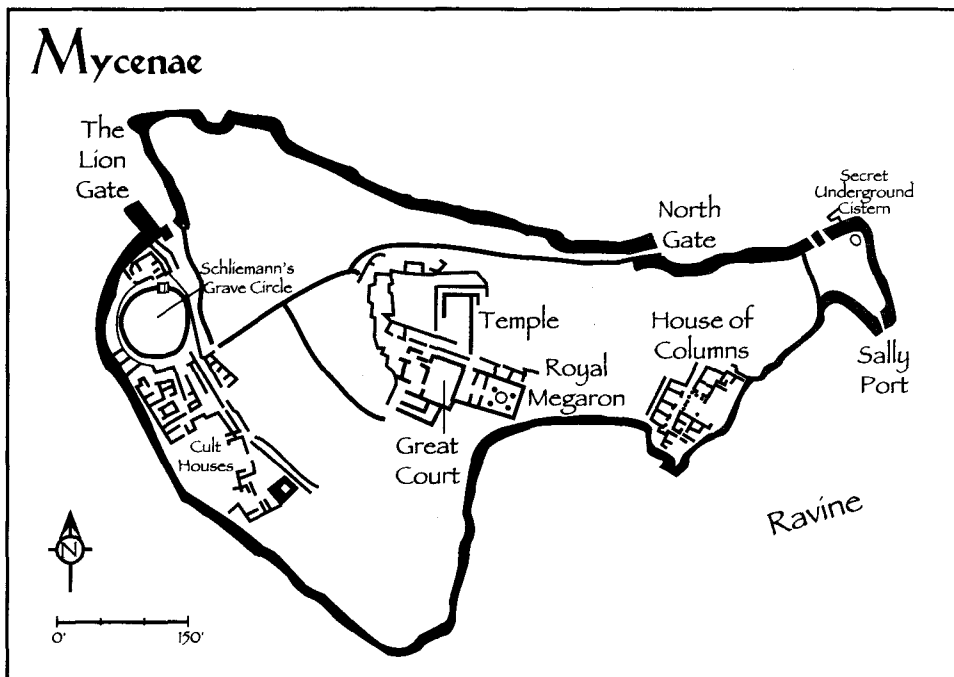 Mycenae
The
Lion
Gate
Secret
Underground
Cistern
North
Gate
Schliemann's
Grave Circle
Temple
House of
Columns
Sally
Port
Royal
Megaron
Great
Court
Cult
Houses
Ravine
N
0'
150'